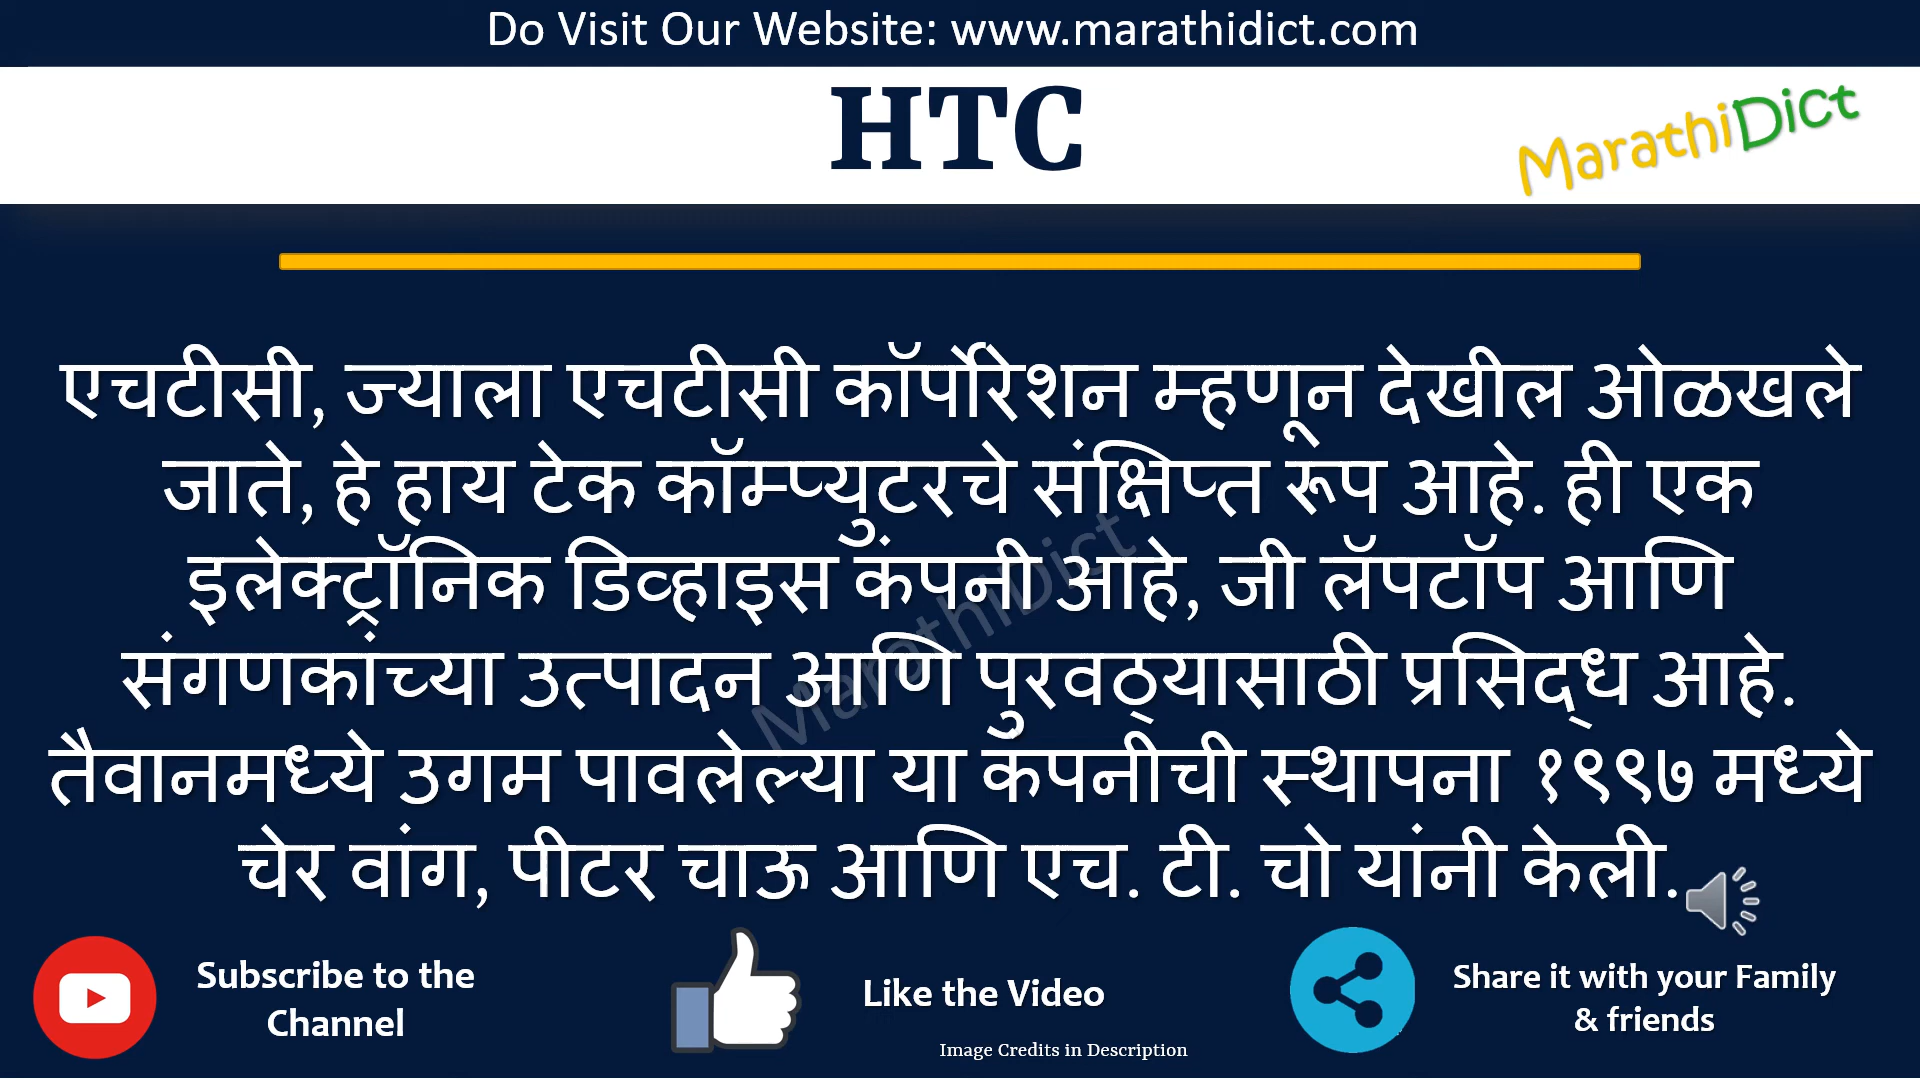 Do Visit Our Website: www.marathidict.com
HTC
MarathiDict
एचटीसी, ज्याला एचटीसी कॉर्पोरेशन म्हणून देखील ओळखले
जाते, हे हाय टेक कॉम्प्युटरचे संक्षिप्त रूप आहे. ही एक
इलेक्ट्रॉनिक डिव्हाइस कंपनी आहे, जी लॅपटॉप आणि
संगणकांच्या उत्पादन आणि पुरवठ्यासाठी प्रसिद्ध आहे.
MarathiDict
तैवानमध्ये उगम पावलेल्या या कंपनीची स्थापना १९९७ मध्ये
चेर वांग, पीटर चाऊ आणि एच. टी. चो यांनी केली.
Subscribe to the
Channel
Like the Video
Share it with your Family
& friends
Image Credits in Description